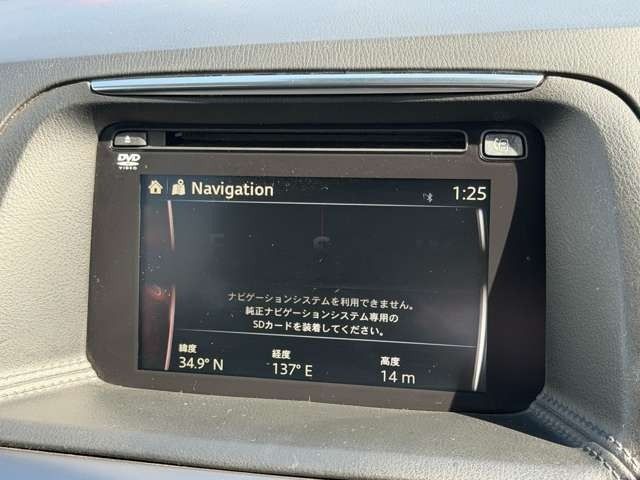 DVD
VIDEO
Navigation
1:25
ナビゲーションシステムを利用できません。
純正ナビゲーションシステム専用の
SDカードを装着してください。
緯度 経度 高度
34.9° N 137° E 14 m